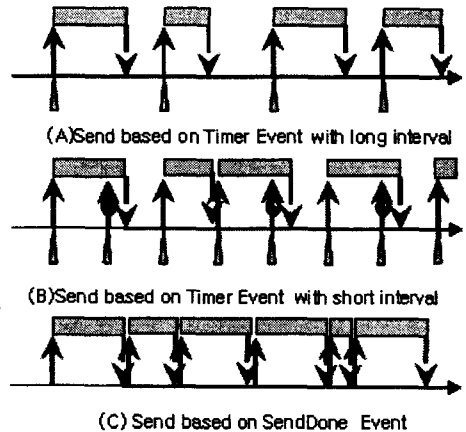 (A)Send based on Timer Event with long interval
(B)Send based on Timer Event with short interval
(C) Send based on SendDone Event